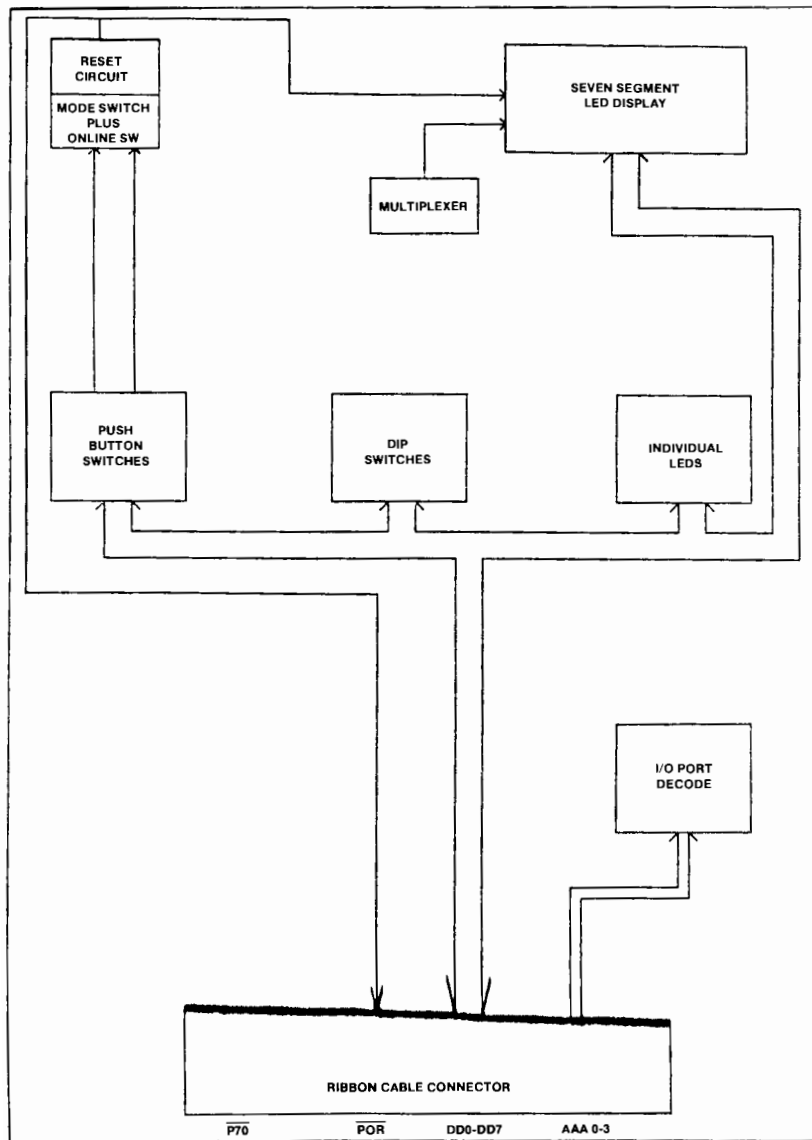 RESET
CIRCUIT
MODE SWITCH
PLUS
ONLINE SW
SEVEN SEGMENT
LED DISPLAY
MULTIPLEXER
PUSH
BUTTON
SWITCHES
DIP
SWITCHES
INDIVIDUAL
LEDS
I/O PORT
DECODE
RIBBON CABLE CONNECTOR
P70 POR DD0-DD7 AAA 0-3